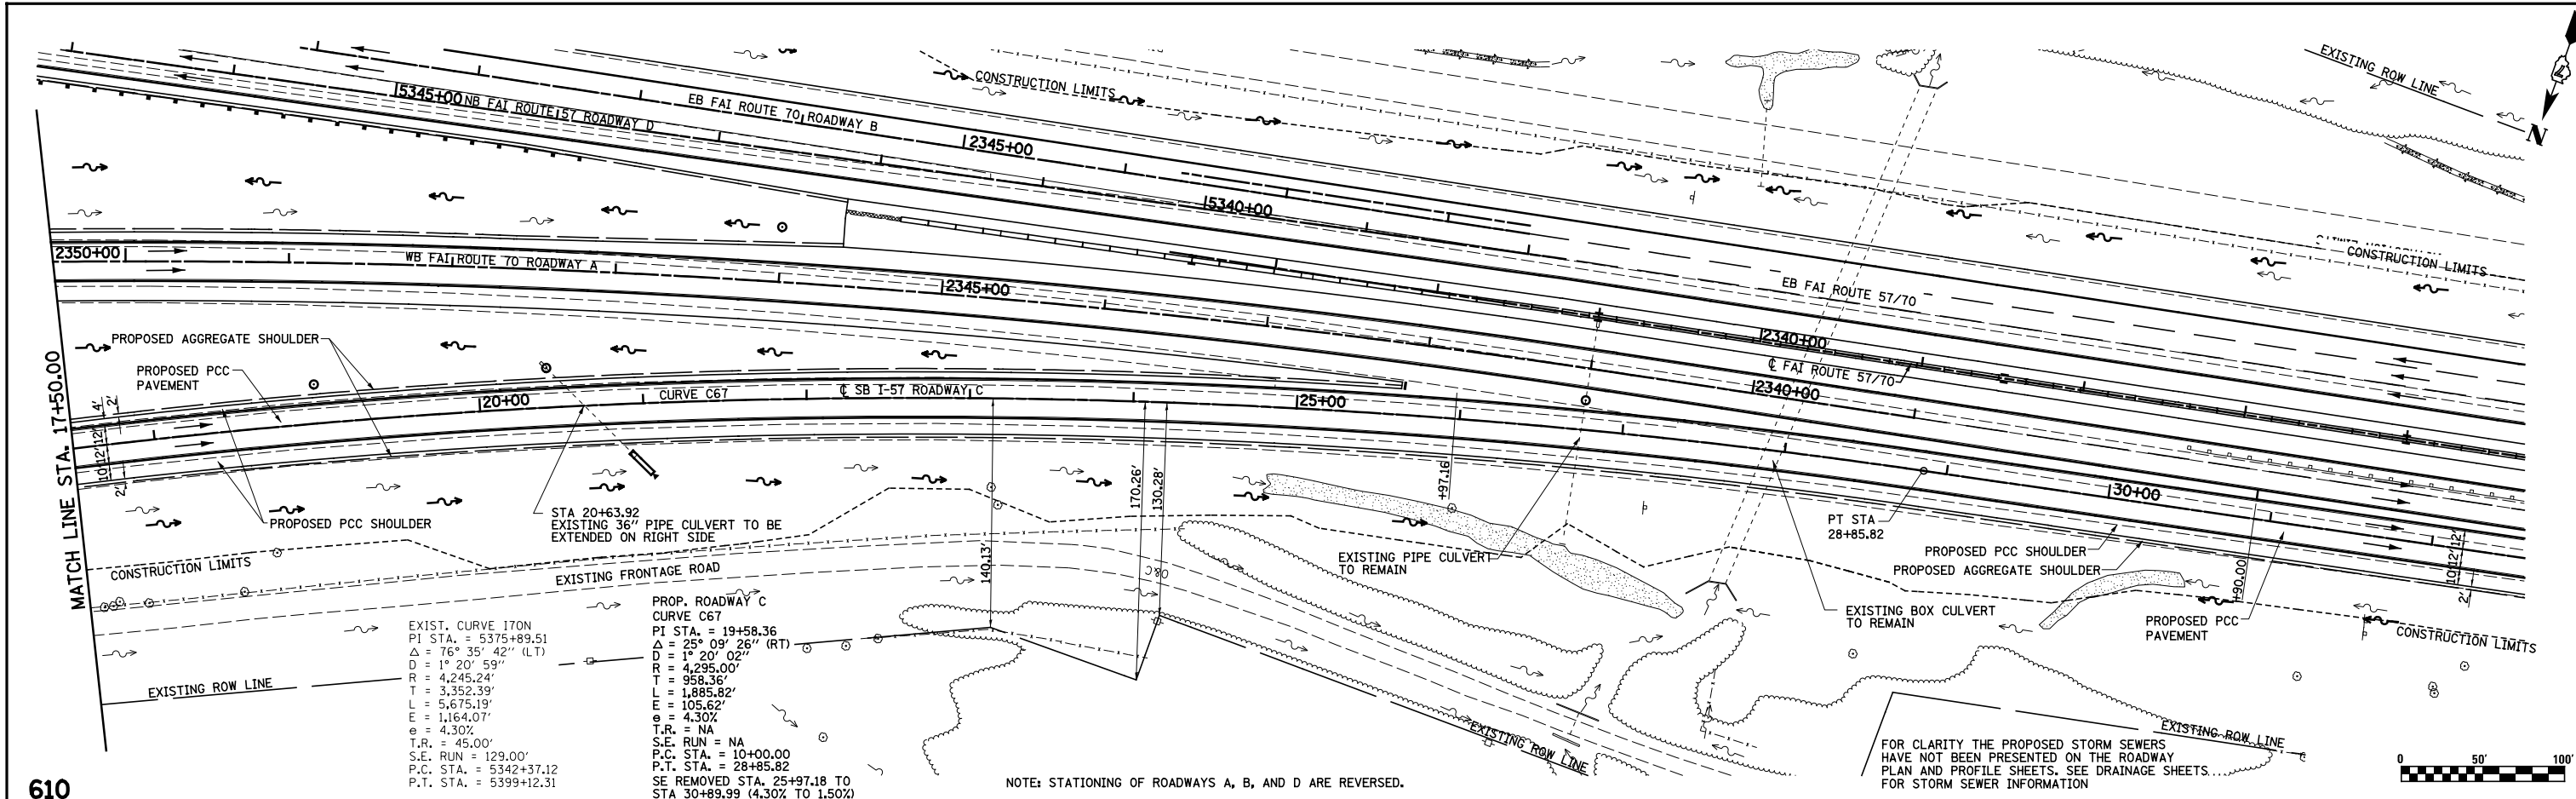 EXISTING ROW LINE
CONSTRUCTION LIMITS
5345+00 NB FAI ROUTE 57 ROADWAY D
EB FAI ROUTE 70 ROADWAY B
2345+00
N
5340+00
2350+00
WB FAI ROUTE 70 ROADWAY A
2345+00
CONSTRUCTION LIMITS
EB FAI ROUTE 57/70
2340+00
℄ FAI ROUTE 57/70
2340+00
PROPOSED AGGREGATE SHOULDER
PROPOSED PCC
PAVEMENT
MATCH LINE STA. 17+50.00
4'
2'
10'12'12'
2'
20+00
CURVE C67
℄ SB I-57 ROADWAY C
25+00
30+00
PROPOSED PCC SHOULDER
STA 20+63.92
EXISTING 36" PIPE CULVERT TO BE
EXTENDED ON RIGHT SIDE
140.13'
170.26'
130.28'
+97.16
EXISTING PIPE CULVERT
TO REMAIN
PT STA
28+85.82
PROPOSED PCC SHOULDER
PROPOSED AGGREGATE SHOULDER
+90.00
10'12'12'
2'
CONSTRUCTION LIMITS
EXISTING FRONTAGE ROAD
O&C
EXISTING BOX CULVERT
TO REMAIN
PROPOSED PCC
PAVEMENT
CONSTRUCTION LIMITS
EXISTING ROW LINE
EXIST. CURVE I70N
PI STA. = 5375+89.51
Δ = 76° 35' 42" (LT)
D = 1° 20' 59"
R = 4,245.24'
T = 3,352.39'
L = 5,675.19'
E = 1,164.07'
e = 4.30%
T.R. = 45.00'
S.E. RUN = 129.00'
P.C. STA. = 5342+37.12
P.T. STA. = 5399+12.31
PROP. ROADWAY C
CURVE C67
PI STA. = 19+58.36
Δ = 25° 09' 26" (RT)
D = 1° 20' 02"
R = 4,295.00'
T = 958.36'
L = 1,885.82'
E = 105.62'
e = 4.30%
T.R. = NA
S.E. RUN = NA
P.C. STA. = 10+00.00
P.T. STA. = 28+85.82
SE REMOVED STA. 25+97.18 TO
STA 30+89.99 (4.30% TO 1.50%)
EXISTING ROW LINE
EXISTING ROW LINE
NOTE: STATIONING OF ROADWAYS A, B, AND D ARE REVERSED.
FOR CLARITY THE PROPOSED STORM SEWERS
HAVE NOT BEEN PRESENTED ON THE ROADWAY
PLAN AND PROFILE SHEETS. SEE DRAINAGE SHEETS
FOR STORM SEWER INFORMATION
0 50' 100'
610